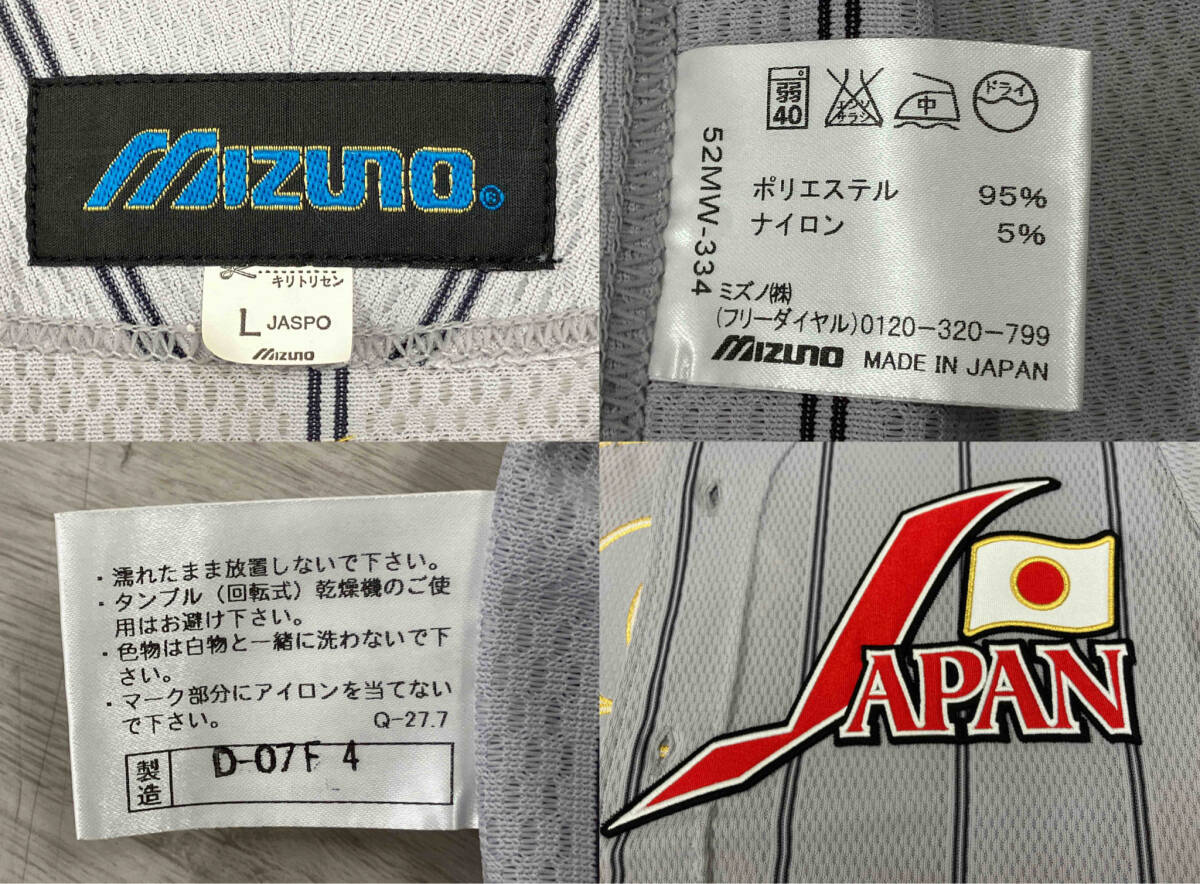 MIZUNO®
キリトリセン
L JASPO
MIZUNO
弱
40
エンソ
サラシ
中
ドライ
52MW-334
ポリエステル 95%
ナイロン 5%
ミズノ㈱
(フリーダイヤル)0120-320-799
MIZUNO MADE IN JAPAN
・濡れたまま放置しないで下さい。
・タンブル(回転式)乾燥機のご使
用はお避け下さい。
・色物は白物と一緒に洗わないで下
さい。
・マーク部分にアイロンを当てない
で下さい。 Q-27.7
製造 D-07F 4
JAPAN